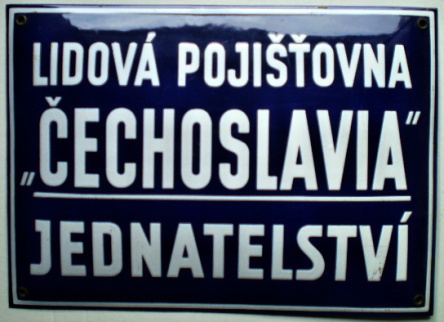 LIDOVÁ POJIŠŤOVNA
„ČECHOSLAVIA“
JEDNATELSTVÍ